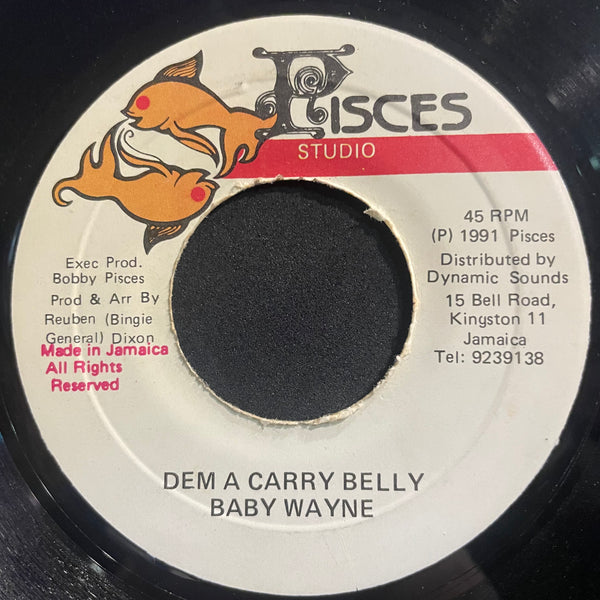 PISCES
STUDIO
45 RPM
(P) 1991 Pisces
Distributed by
Dynamic Sounds
15 Bell Road,
Kingston 11
Jamaica
Tel: 9239138
Exec Prod.
Bobby Pisces
Prod & Arr By
Reuben (Bingie
General) Dixon
Made in Jamaica
All Rights
Reserved
DEM A CARRY BELLY
BABY WAYNE